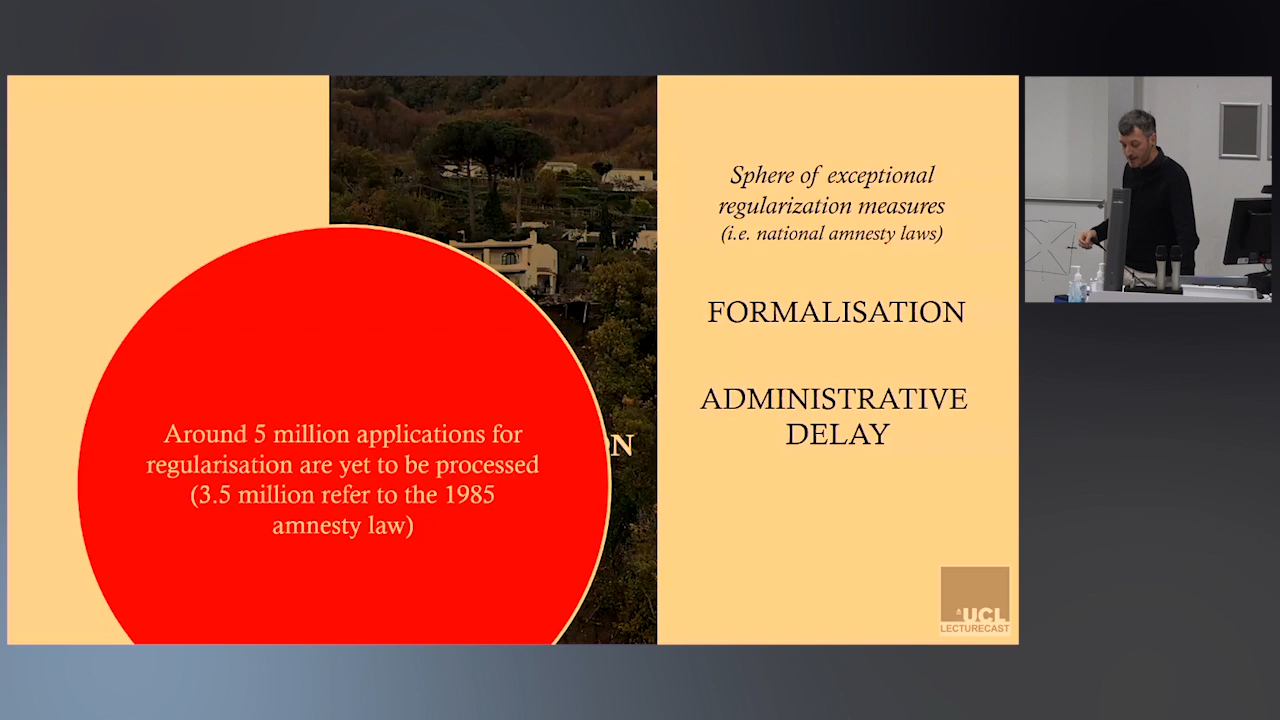 Around 5 million applications for
regularisation are yet to be processed
(3.5 million refer to the 1985
amnesty law)
N
Sphere of exceptional
regularization measures
(i.e. national amnesty laws)
FORMALISATION
ADMINISTRATIVE
DELAY
UCL
LECTURECAST